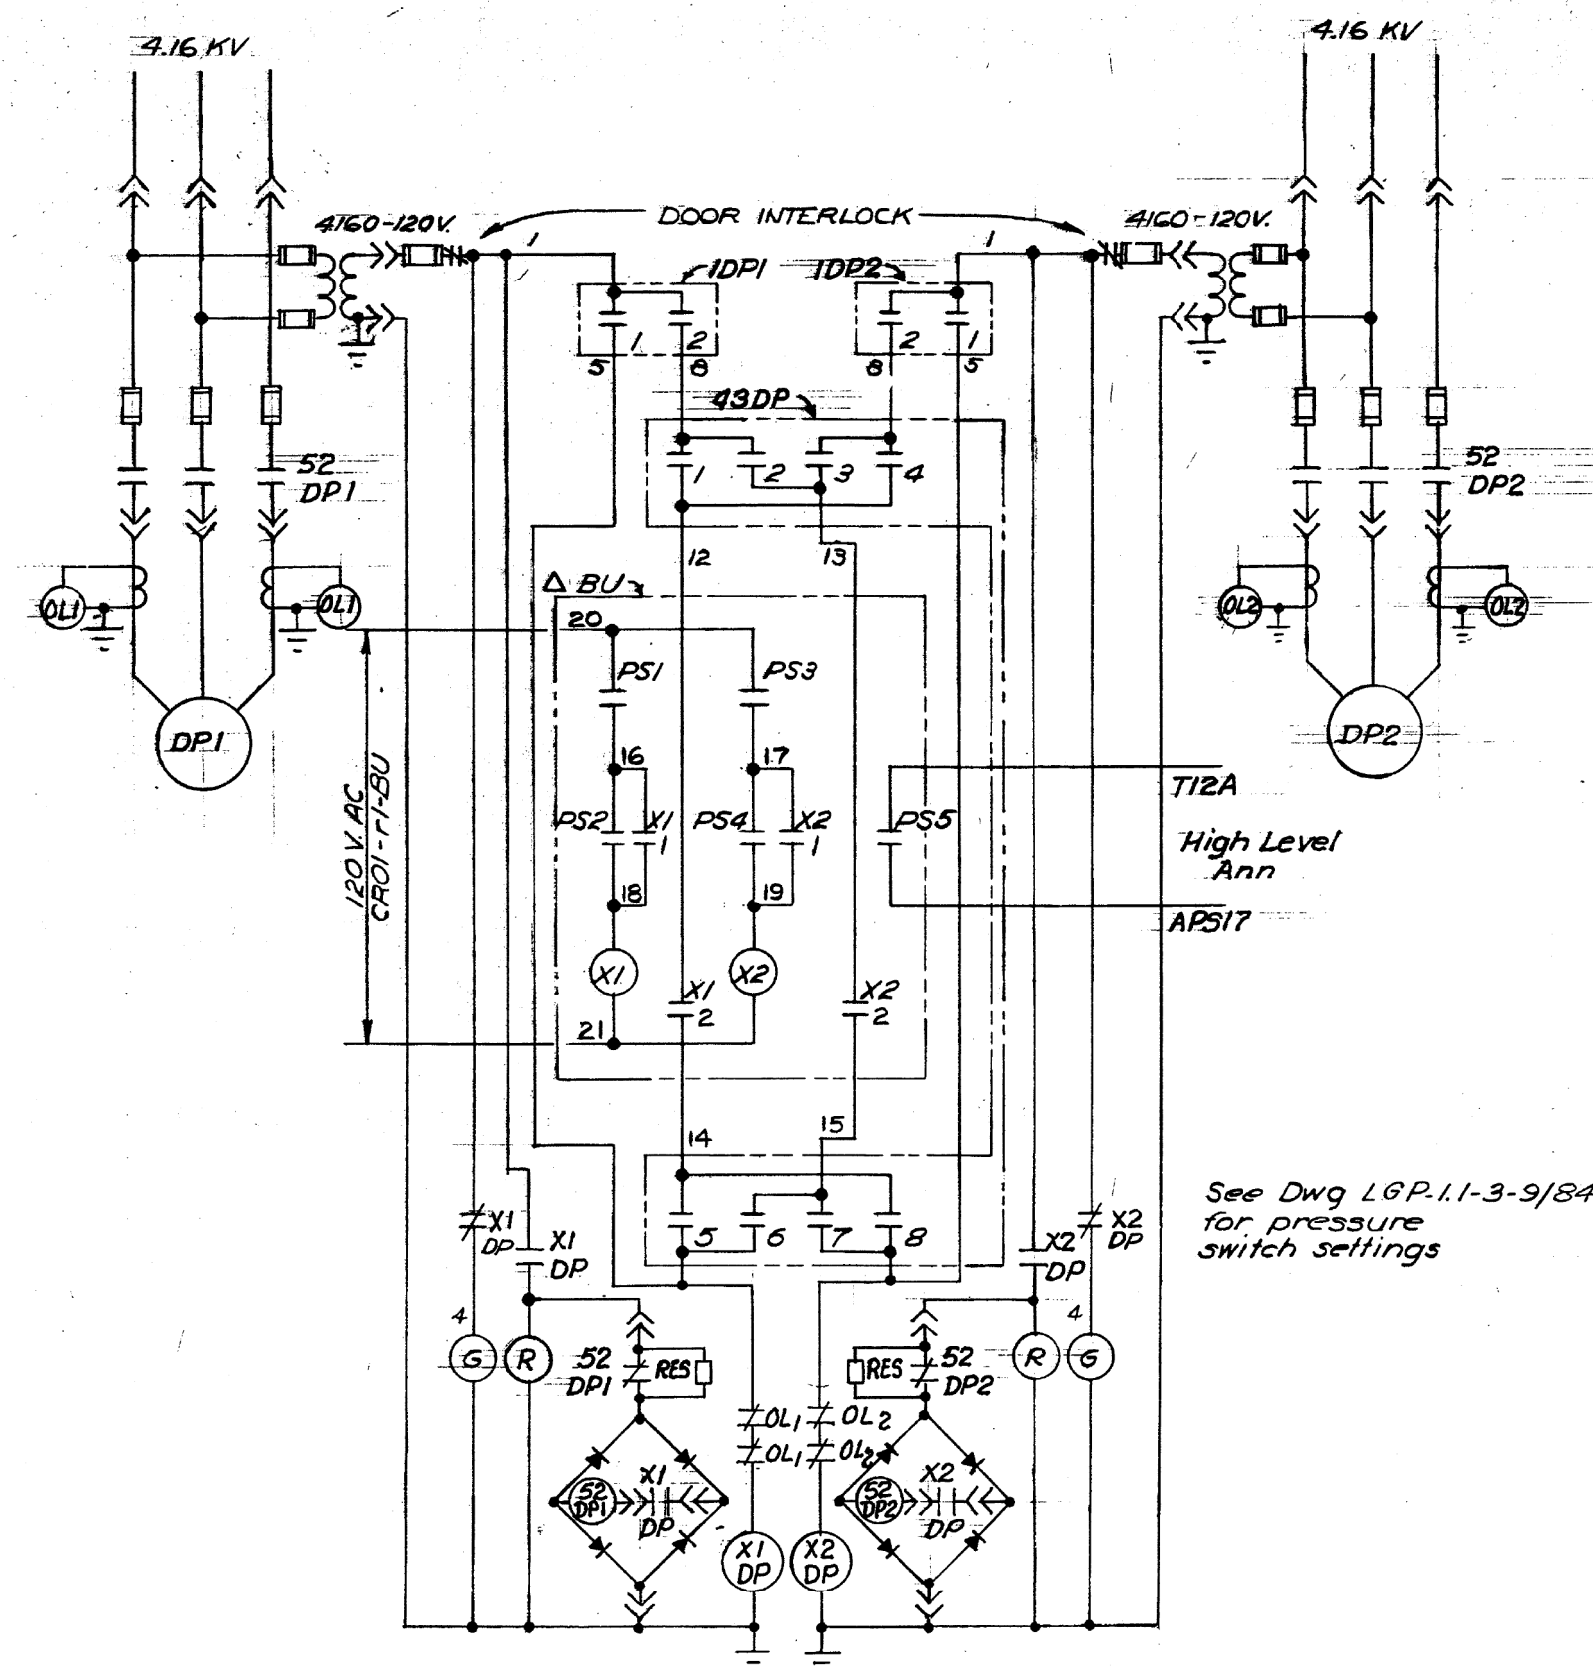 4.16 KV
4.16 KV
4160-120V.
DOOR INTERLOCK
4160-120V.
1
1
1DP1
1DP2
1
2
2
1
5
8
8
5
43DP
1
2
3
4
52
DP1
52
DP2
12
13
Δ BU
OL1
OL1
OL2
OL2
20
PS1
PS3
DP1
DP2
16
17
T12A
120 V. AC
CR01-r1-BU
PS2
X1
1
PS4
X2
1
PS5
High Level
Ann
18
19
APS17
X1
X2
X1
2
X2
2
21
14
15
See Dwg LGP-1.1-3-9/84
for pressure
switch settings
X1
DP
X1
DP
5
6
7
8
X2
DP
X2
DP
4
4
G
R
52
DP1
RES
RES
52
DP2
R
G
OL1
OL2
OL1
OL2
X1
52
DP1
DP
X2
52
DP2
DP
X1
DP
X2
DP